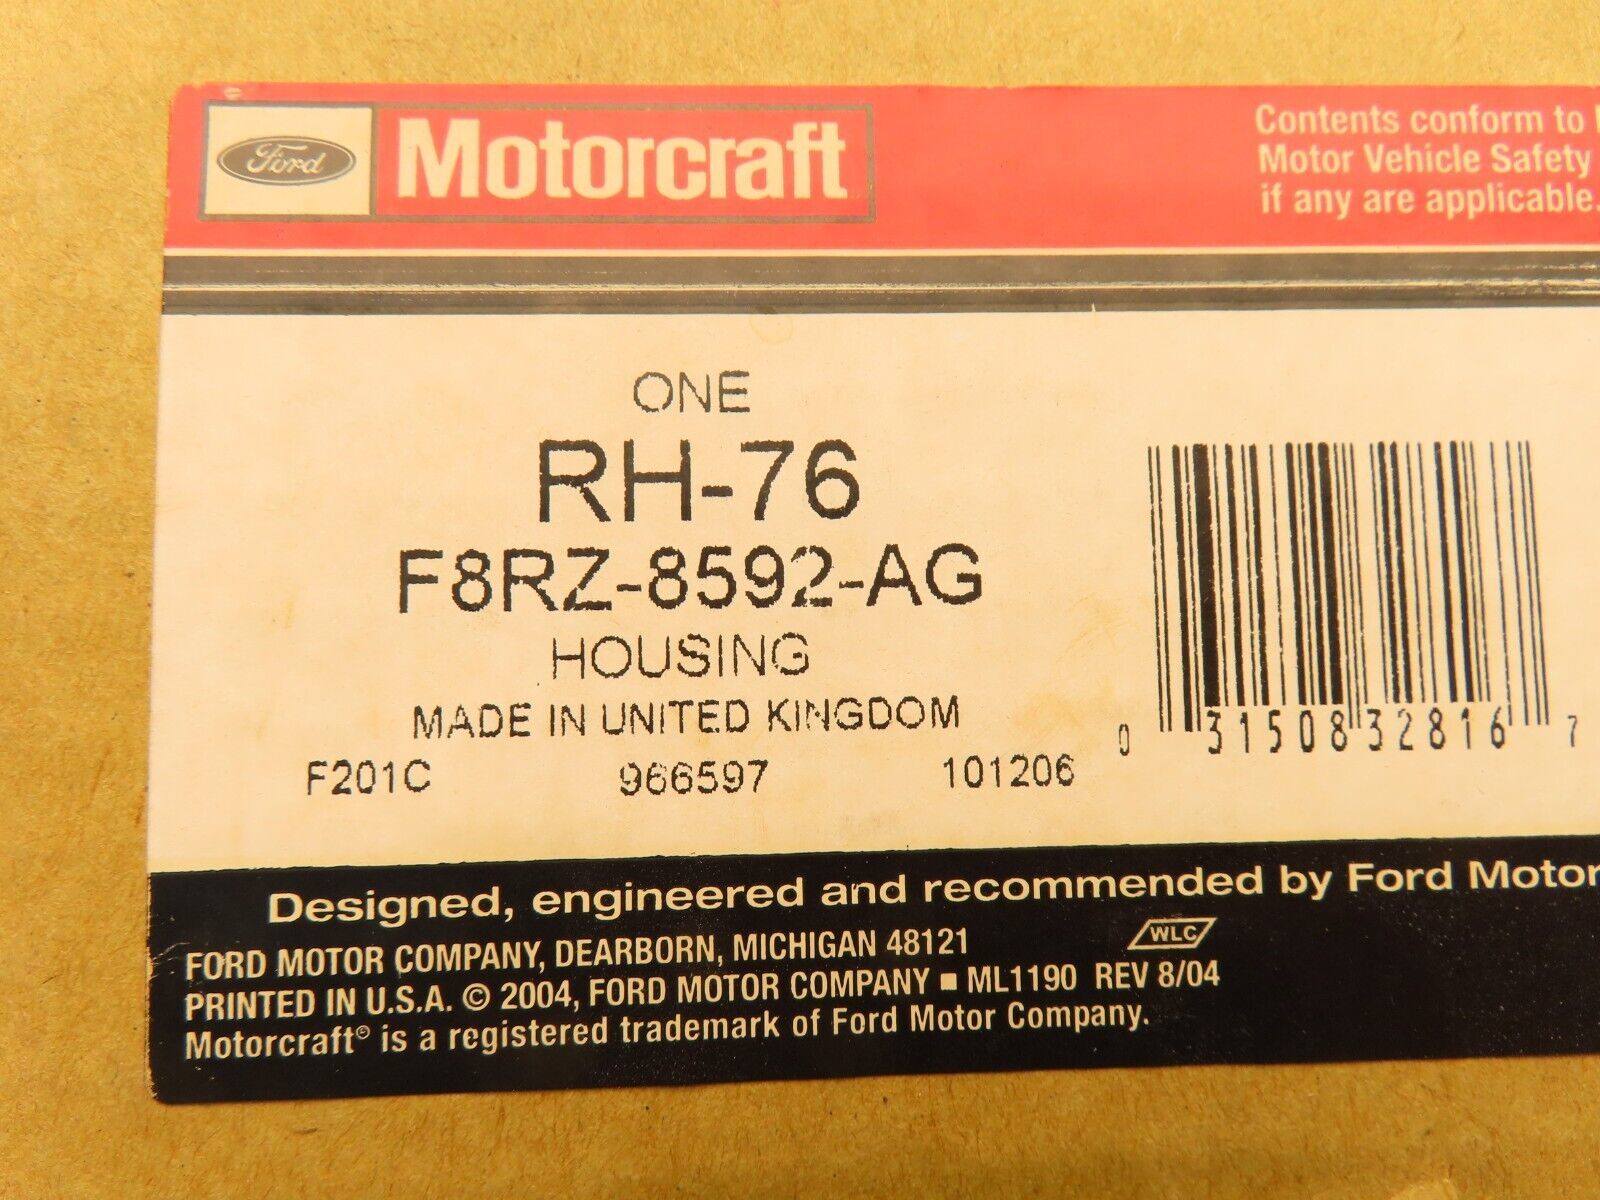 Ford Motorcraft
Contents conform to
Motor Vehicle Safety
if any are applicable.
ONE
RH-76
F8RZ-8592-AG
HOUSING
MADE IN UNITED KINGDOM
F201C 966597 101206
0 31508 32816 7
Designed, engineered and recommended by Ford Motor
FORD MOTOR COMPANY, DEARBORN, MICHIGAN 48121
WLC
PRINTED IN U.S.A. © 2004, FORD MOTOR COMPANY ■ ML1190 REV 8/04
Motorcraft® is a registered trademark of Ford Motor Company.